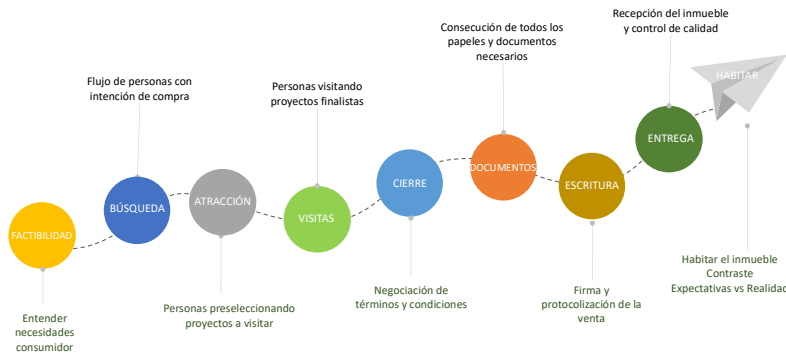 Consecución de todos los
papeles y documentos
necesarios
Recepción del inmueble
y control de calidad
Flujo de personas con
intención de compra
Personas visitando
proyectos finalistas
HABITAR
FACTIBILIDAD
BÚSQUEDA
ATRACCIÓN
VISITAS
CIERRE
DOCUMENTOS
ESCRITURA
ENTREGA
Entender
necesidades
consumidor
Personas preseleccionando
proyectos a visitar
Negociación de
términos y condiciones
Firma y
protocolización de la
venta
Habitar el inmueble
Contraste
Expectativas vs Realidad